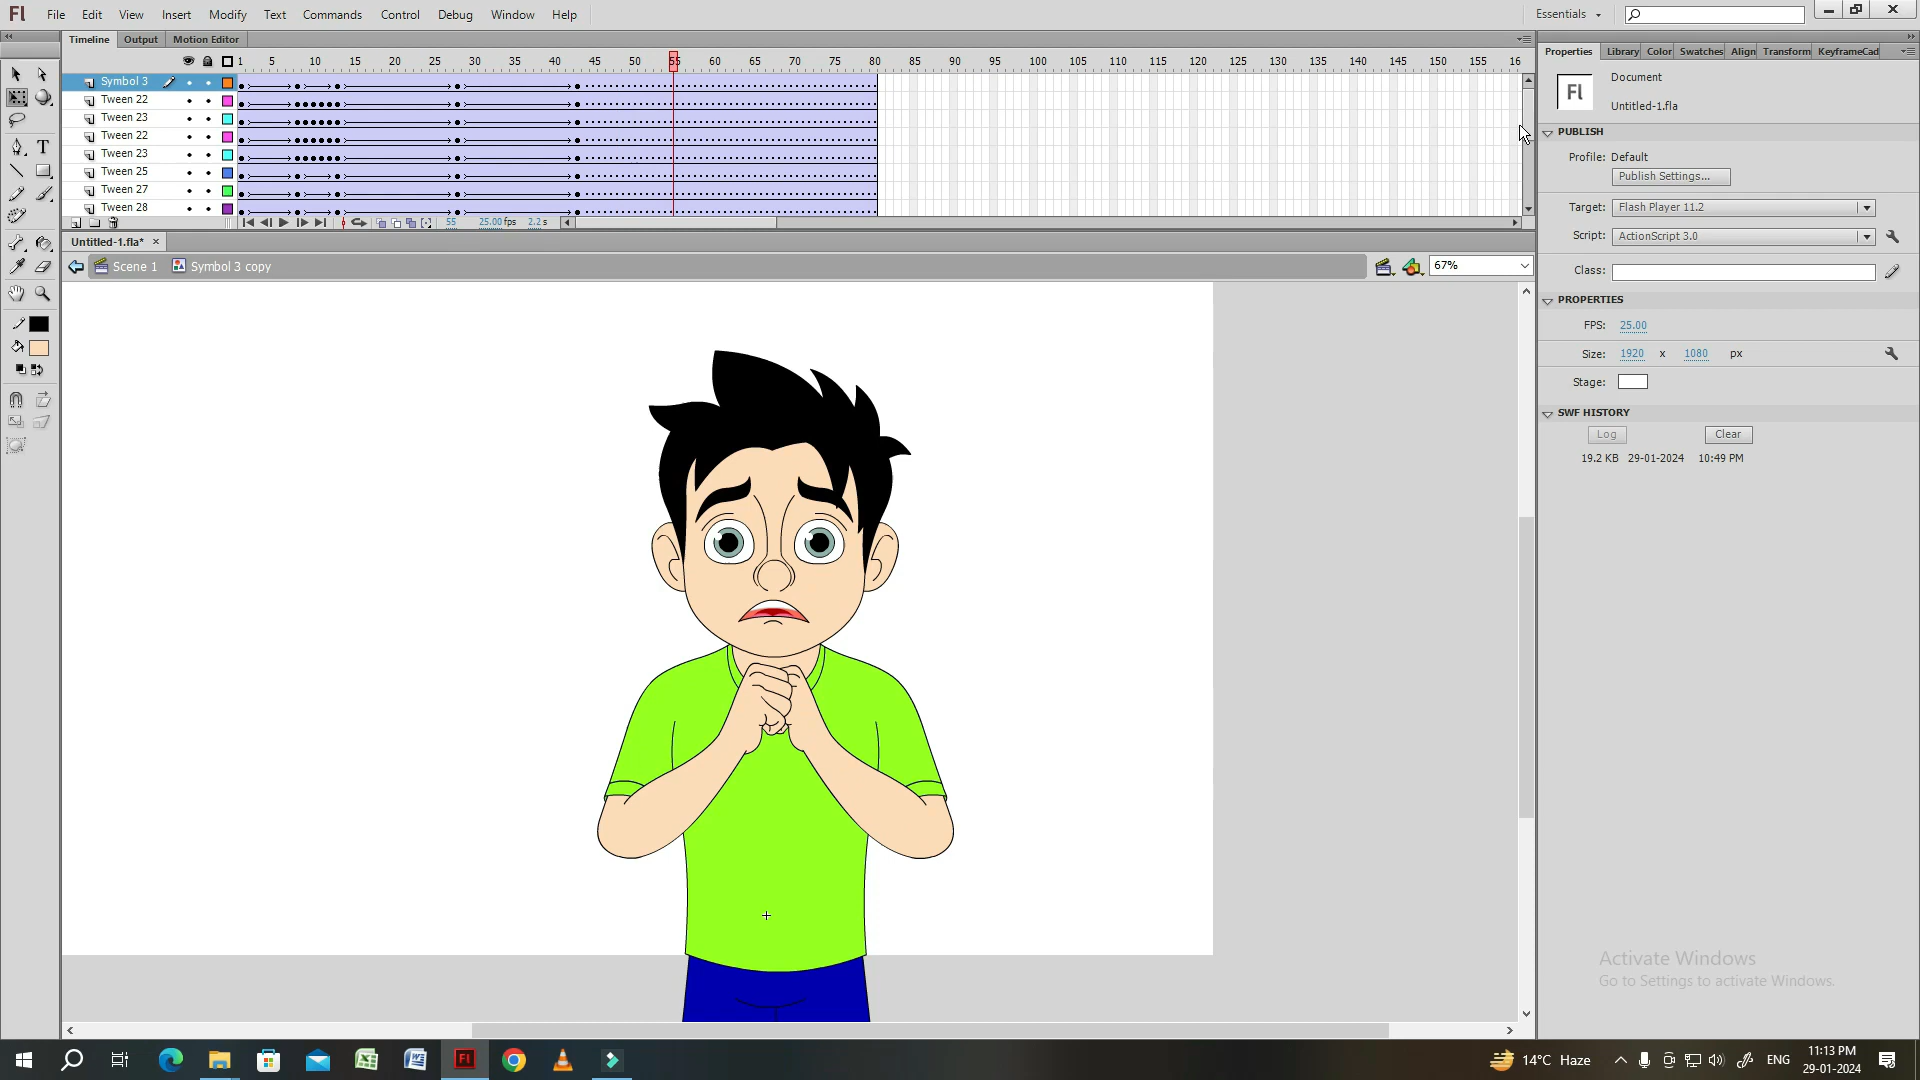 Fl File Edit View Insert Modify Text Commands Control Debug Window Help Essentials
Timeline Output Motion Editor
1 5 10 15 20 25 30 35 40 45 50 55 60 65 70 75 80 85 90 95 100 105 110 115 120 125 130 135 140 145 150 155 16
Symbol 3
Tween 22
Tween 23
Tween 22
Tween 23
Tween 25
Tween 27
Tween 28
55 25.00 fps 2.2 s
Untitled-1.fla*
Scene 1 Symbol 3 copy 67%
T
Properties Library Color Swatches Align Transform KeyframeCad
Fl
Document
Untitled-1.fla
PUBLISH
Profile: Default
Publish Settings...
Target: Flash Player 11.2
Script: ActionScript 3.0
Class:
PROPERTIES
FPS: 25.00
Size: 1920 x 1080 px
Stage:
SWF HISTORY
Log Clear
19.2 KB 29-01-2024 10:49 PM
Activate Windows
Go to Settings to activate Windows.
Fl
14°C Haze ENG 11:13 PM
29-01-2024